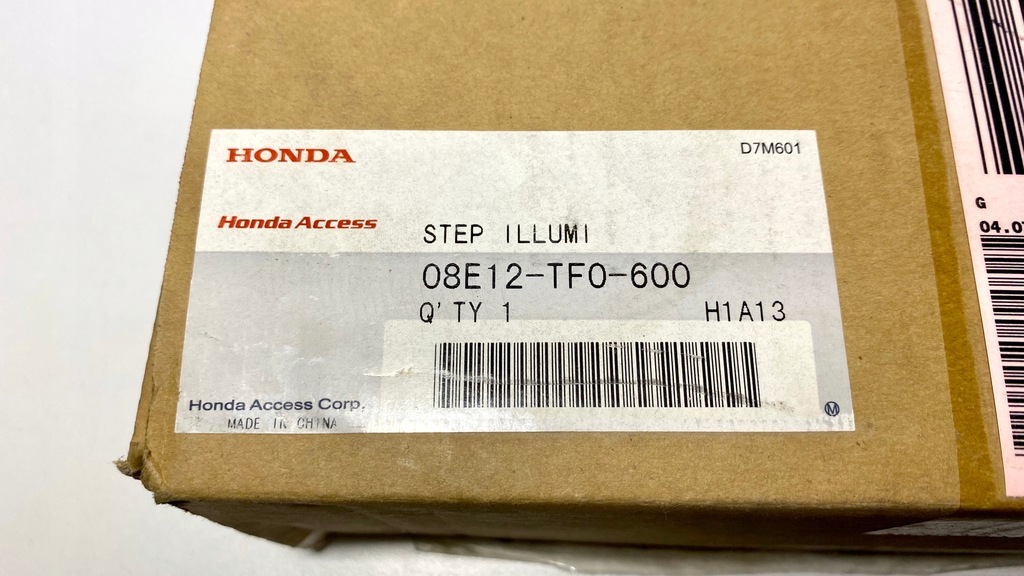 HONDA
D7M601
Honda Access
STEP ILLUMI
08E12-TF0-600
Q'TY 1
H1A13
Honda Access Corp.
MADE IN CHINA
M
G